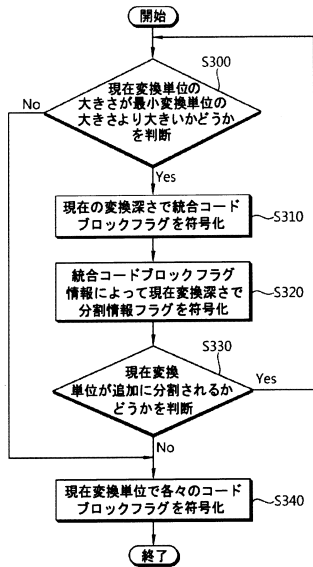 開始
S300
現在変換単位の
大きさが最小変換単位の
大きさより大きいかどうか
を判断
No
Yes
現在の変換深さで統合コード
ブロックフラグを符号化
S310
統合コードブロックフラグ
情報によって現在変換深さで
分割情報フラグを符号化
S320
S330
現在変換
単位が追加に分割されるか
どうかを判断
Yes
No
現在変換単位で各々のコード
ブロックフラグを符号化
S340
終了